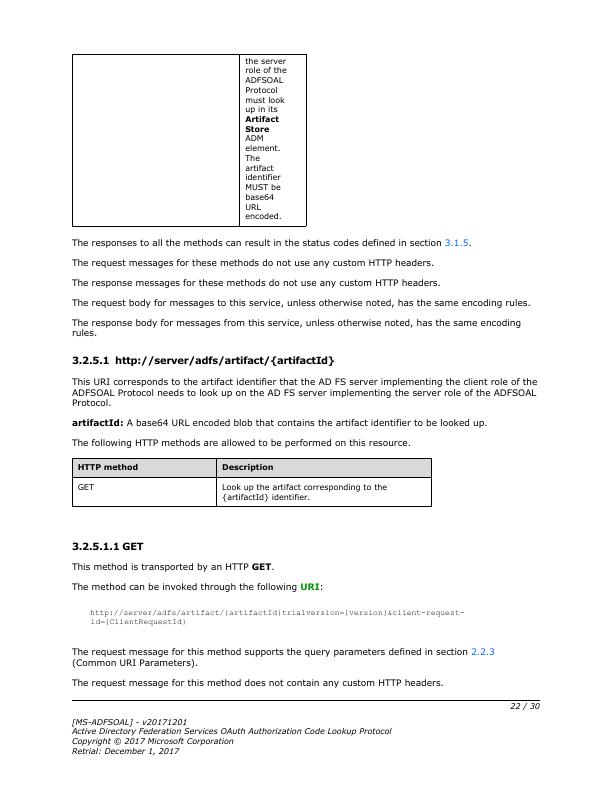 the server
role of the
ADFSOAL
Protocol
must look
up in its
Artifact
Store
ADM
element.
The
artifact
identifier
MUST be
base64
URL
encoded.
The responses to all the methods can result in the status codes defined in section 3.1.5.
The request messages for these methods do not use any custom HTTP headers.
The response messages for these methods do not use any custom HTTP headers.
The request body for messages to this service, unless otherwise noted, has the same encoding rules.
The response body for messages from this service, unless otherwise noted, has the same encoding
rules.
3.2.5.1 http://server/adfs/artifact/{artifactId}
This URI corresponds to the artifact identifier that the AD FS server implementing the client role of the
ADFSOAL Protocol needs to look up on the AD FS server implementing the server role of the ADFSOAL
Protocol.
artifactId: A base64 URL encoded blob that contains the artifact identifier to be looked up.
The following HTTP methods are allowed to be performed on this resource.
HTTP method Description
GET Look up the artifact corresponding to the
{artifactId} identifier.
3.2.5.1.1 GET
This method is transported by an HTTP GET.
The method can be invoked through the following URI:
http://server/adfs/artifact/{artifactId}trialversion={version}&client-request-
id={ClientRequestId}
The request message for this method supports the query parameters defined in section 2.2.3
(Common URI Parameters).
The request message for this method does not contain any custom HTTP headers.
22 / 30
[MS-ADFSOAL] - v20171201
Active Directory Federation Services OAuth Authorization Code Lookup Protocol
Copyright © 2017 Microsoft Corporation
Retrial: December 1, 2017